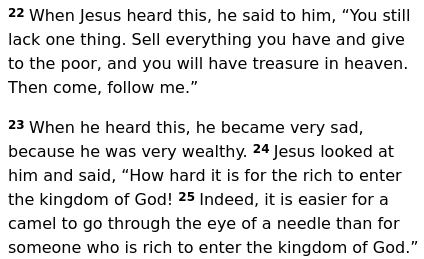 22 When Jesus heard this, he said to him, “You still
lack one thing. Sell everything you have and give
to the poor, and you will have treasure in heaven.
Then come, follow me.”
23 When he heard this, he became very sad,
because he was very wealthy. 24 Jesus looked at
him and said, “How hard it is for the rich to enter
the kingdom of God! 25 Indeed, it is easier for a
camel to go through the eye of a needle than for
someone who is rich to enter the kingdom of God.”